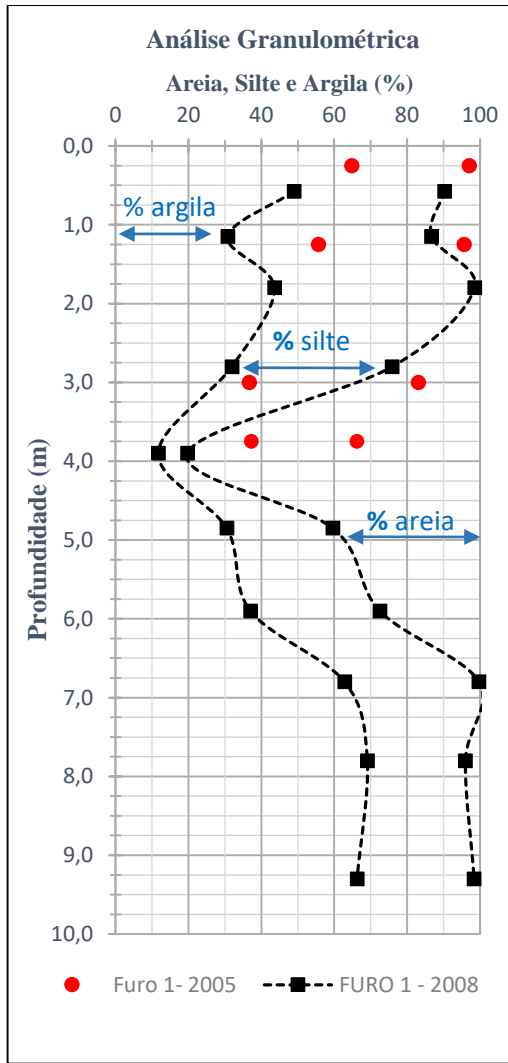 Análise Granulométrica
Areia, Silte e Argila (%)
0 20 40 60 80 100
0,0
% argila
1,0
2,0
% silte
3,0
4,0
% areia
5,0
6,0
7,0
8,0
9,0
10,0
Profundidade (m)
Furo 1- 2005 FURO 1 - 2008